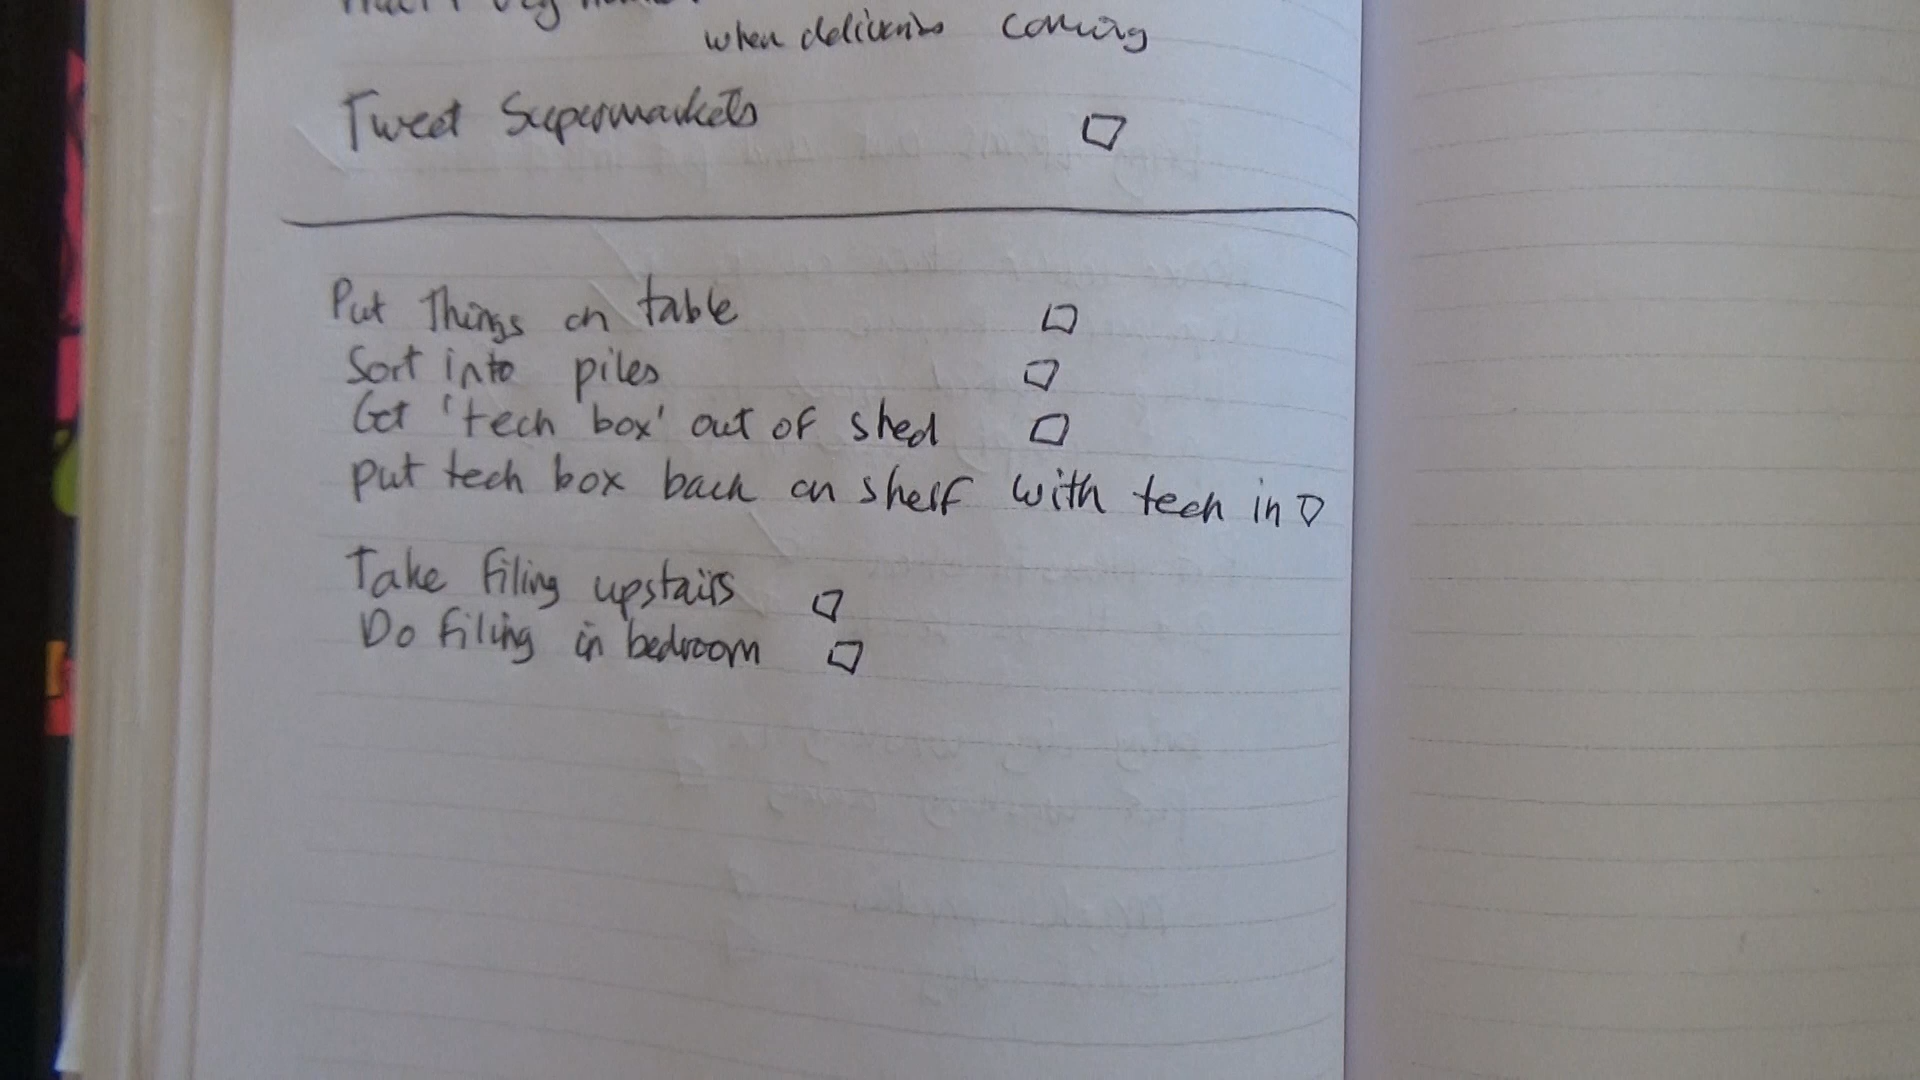 when deliveries coming
Tweet Supermarkets
Put things on table
Sort into piles
Get 'tech box' out of shed
put tech box back on shelf with tech in
Take filing upstairs
Do filing in bedroom